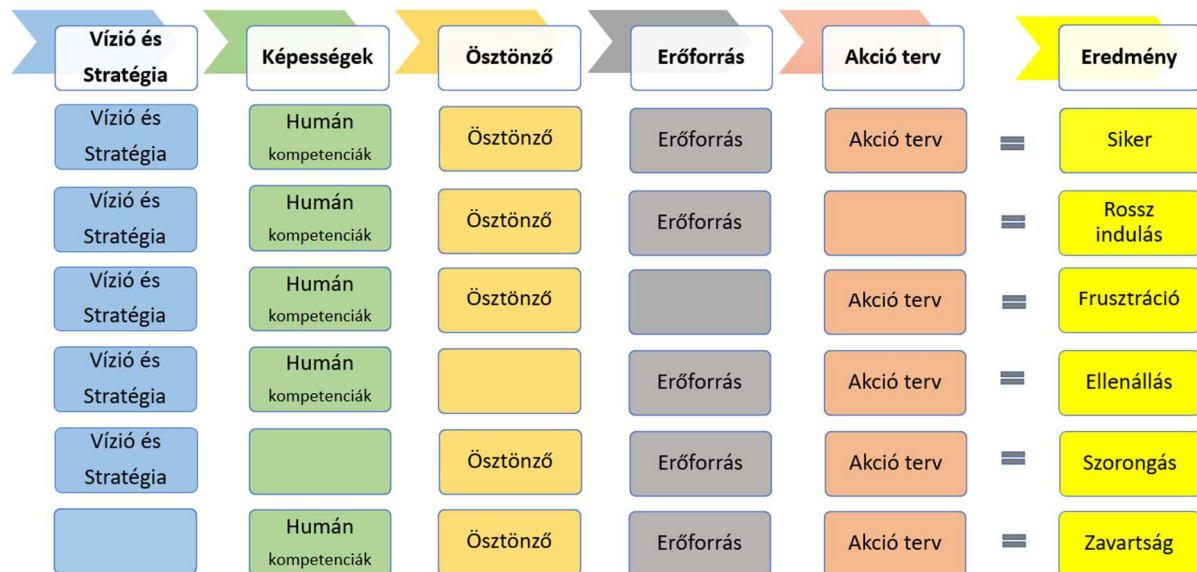 Vízió és
Stratégia
Képességek
Ösztönző
Erőforrás
Akció terv
Eredmény
Vízió és
Stratégia
Humán
kompetenciák
Ösztönző
Erőforrás
Akció terv
=
Siker
Vízió és
Stratégia
Humán
kompetenciák
Ösztönző
Erőforrás
=
Rossz
indulás
Vízió és
Stratégia
Humán
kompetenciák
Ösztönző
Akció terv
=
Frusztráció
Vízió és
Stratégia
Humán
kompetenciák
Erőforrás
Akció terv
=
Ellenállás
Vízió és
Stratégia
Ösztönző
Erőforrás
Akció terv
=
Szorongás
Humán
kompetenciák
Ösztönző
Erőforrás
Akció terv
=
Zavartság